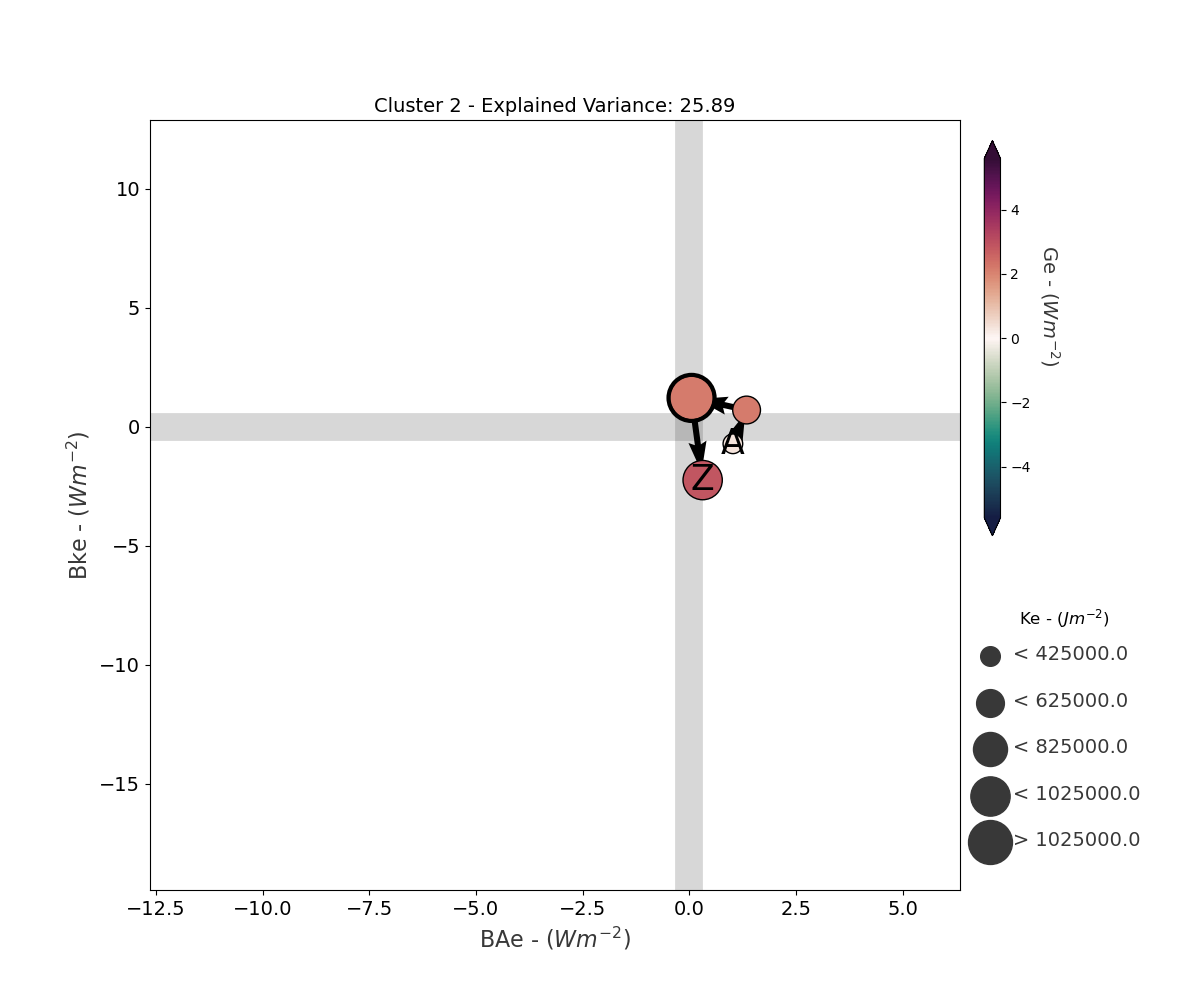 Cluster 2 - Explained Variance: 25.89
10
5
0
−5
−10
−15
Bke - (Wm⁻²)
A
Z
−12.5 −10.0 −7.5 −5.0 −2.5 0.0 2.5 5.0
BAe - (Wm⁻²)
4
2
0
−2
−4
Ge - (Wm⁻²)
Ke - (Jm⁻²)
< 425000.0
< 625000.0
< 825000.0
< 1025000.0
> 1025000.0